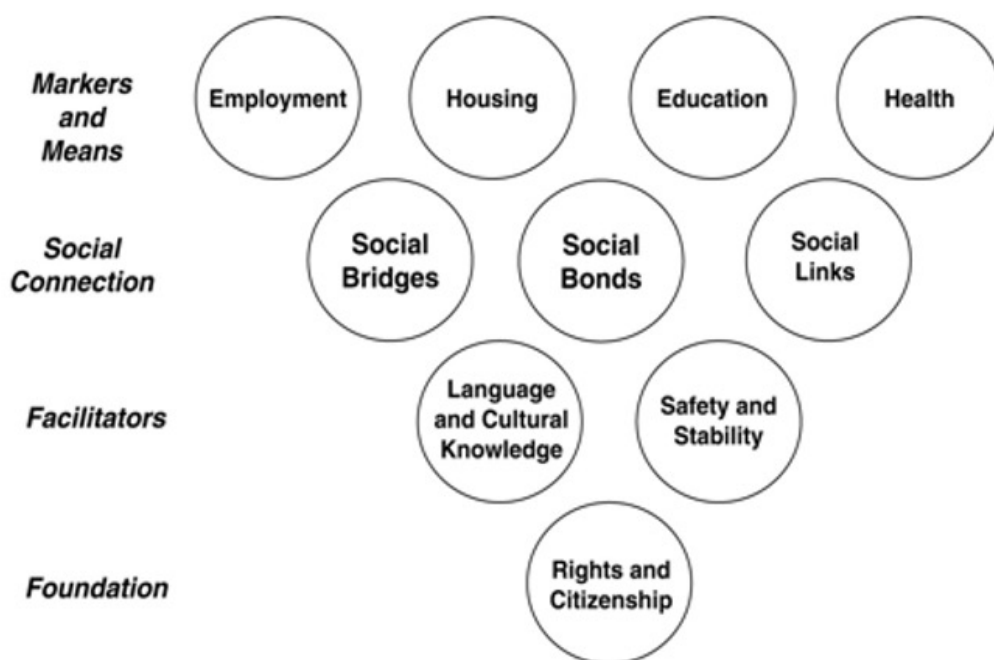 Markers
and
Means
Employment
Housing
Education
Health
Social
Connection
Social
Bridges
Social
Bonds
Social
Links
Facilitators
Language
and Cultural
Knowledge
Safety and
Stability
Foundation
Rights and
Citizenship